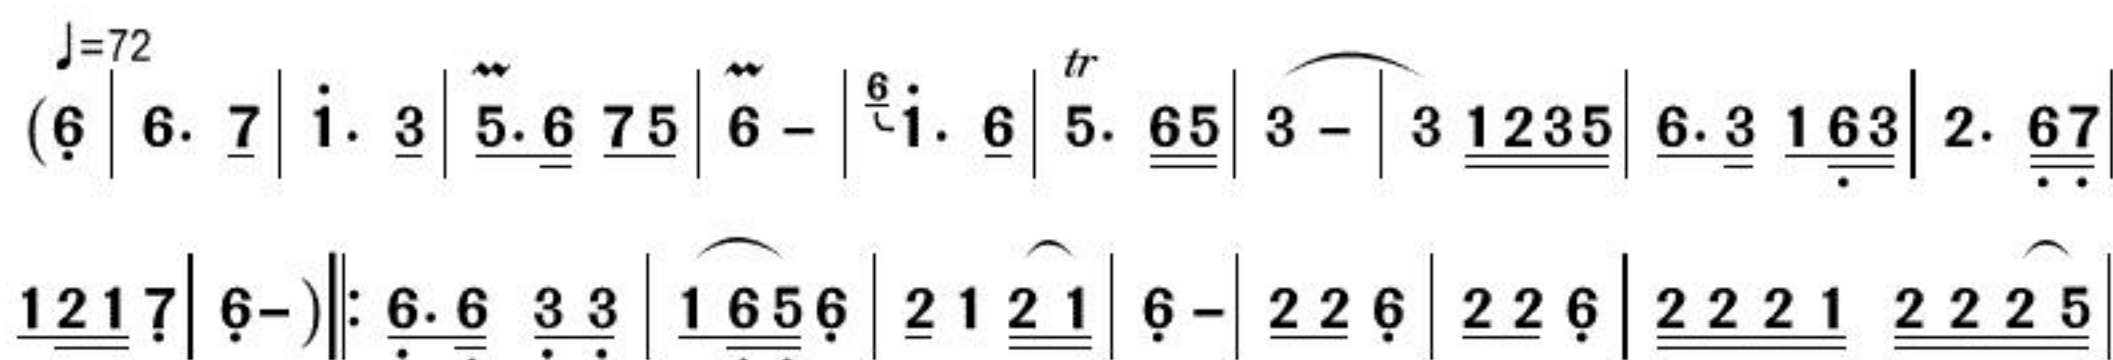 ♩=72
(6̣ | 6. 7 | 1̇. 3 | 5. 6 7 5 | 6 – | 6 1̇. 6 | tr 5. 6 5 | 3 – | 3 1 2 3 5 | 6. 3 1 6̣ 3 | 2. 6̣ 7̣ |
1 2 1 7̣ | 6̣ – ) ‖: 6̣. 6̣ 3̣ 3̣ | 1 6̣ 5̣ 6̣ | 2 1 2 1 | 6̣ – | 2 2 6̣ | 2 2 6̣ | 2 2 2 1 2 2 2 5 |